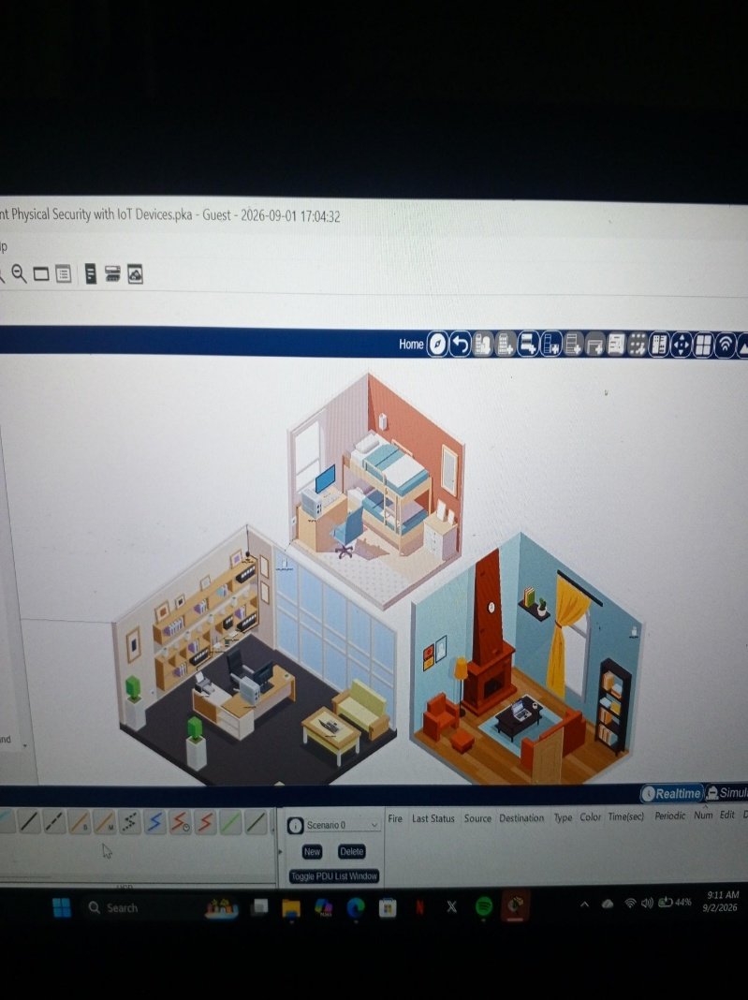 nt Physical Security with IoT Devices.pka - Guest - 2026-09-01 17:04:32
lp
Home
nd
Realtime
Simul
Scenario 0
New
Delete
Toggle PDU List Window
Fire Last Status Source Destination Type Color Time(sec) Periodic Num Edit D
Search
44%
9:11 AM
9/2/2026